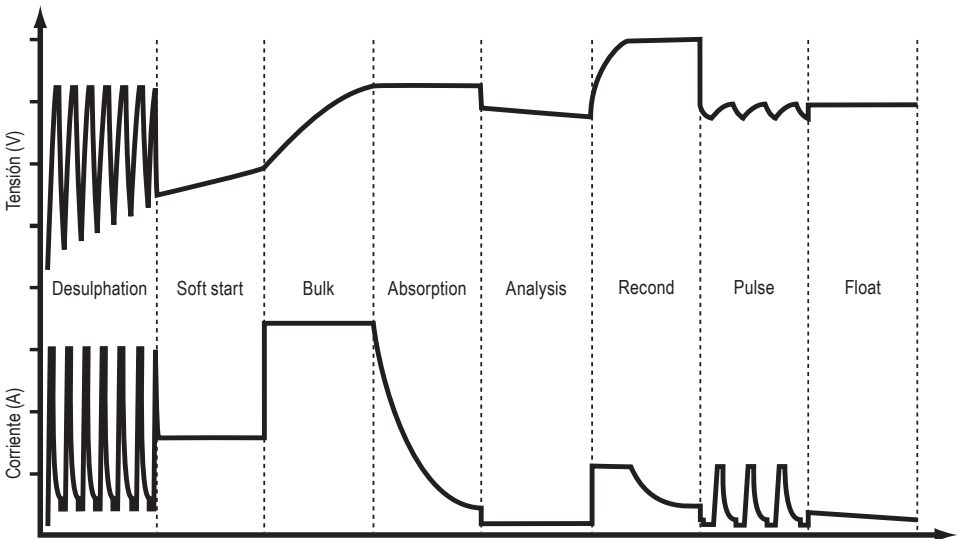 Tensión (V)
Desulphation Soft start Bulk Absorption Analysis Recond Pulse Float
Corriente (A)